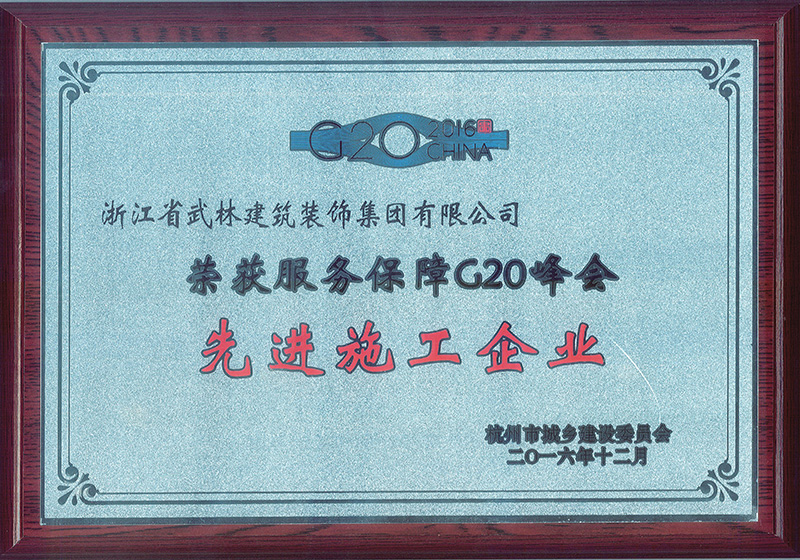 G20 2016 CHINA
浙江省武林建筑装饰集团有限公司
荣获服务保障G20峰会
先进施工企业
杭州市城乡建设委员会
二〇一六年十二月